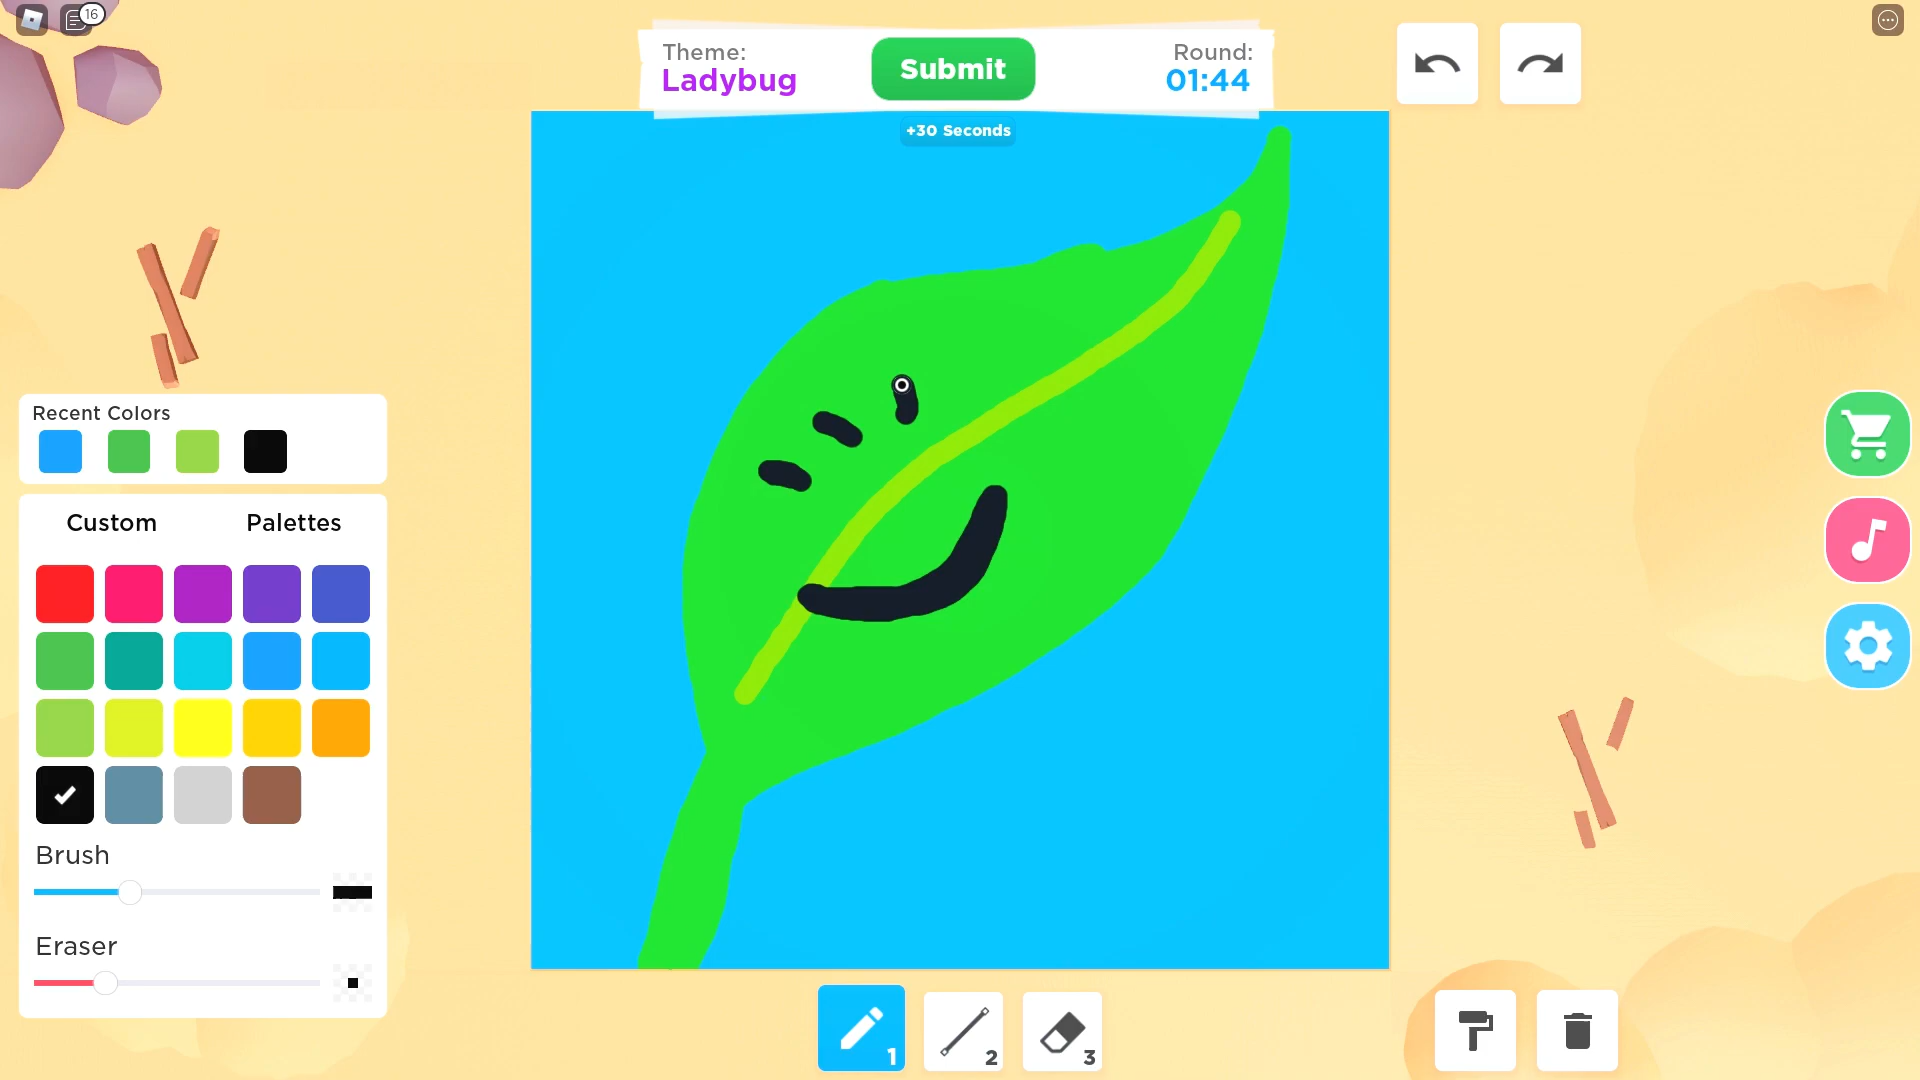 16
Theme:
Ladybug
Submit
Round:
01:44
+30 Seconds
Recent Colors
Custom
Palettes
Brush
Eraser
1
2
3